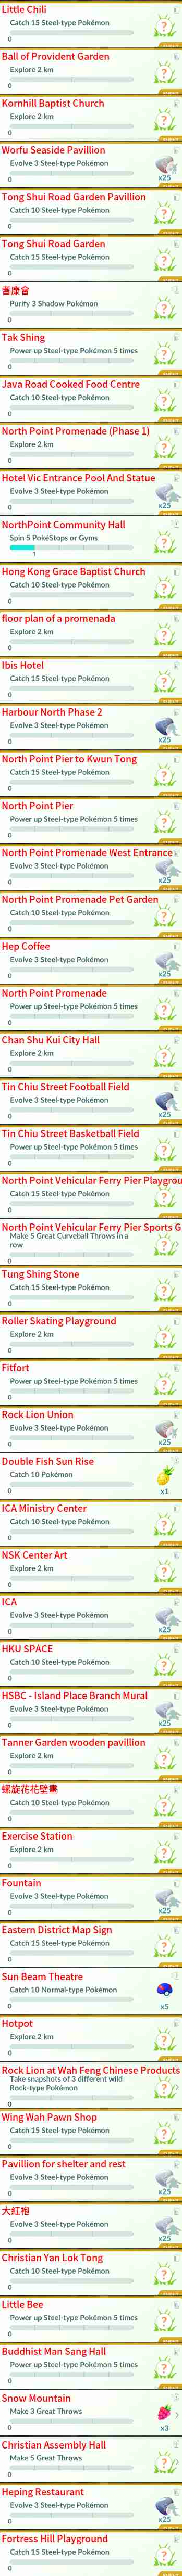 Little Chili
Catch 15 Steel-type Pokémon
0
Ball of Provident Garden
Explore 2 km
0
Kornhill Baptist Church
Explore 2 km
0
Worfu Seaside Pavillion
Evolve 3 Steel-type Pokémon
0
x25
Tong Shui Road Garden Pavillion
Catch 10 Steel-type Pokémon
0
Tong Shui Road Garden
Catch 15 Steel-type Pokémon
0
耆康會
Purify 3 Shadow Pokémon
0
Tak Shing
Power up Steel-type Pokémon 5 times
0
Java Road Cooked Food Centre
Catch 10 Steel-type Pokémon
0
North Point Promenade (Phase 1)
Explore 2 km
0
Hotel Vic Entrance Pool And Statue
Evolve 3 Steel-type Pokémon
0
x25
NorthPoint Community Hall
Spin 5 PokéStops or Gyms
1
Hong Kong Grace Baptist Church
Catch 10 Steel-type Pokémon
0
floor plan of a promenada
Explore 2 km
0
Ibis Hotel
Catch 15 Steel-type Pokémon
0
Harbour North Phase 2
Evolve 3 Steel-type Pokémon
0
x25
North Point Pier to Kwun Tong
Catch 15 Steel-type Pokémon
0
North Point Pier
Power up Steel-type Pokémon 5 times
0
North Point Promenade West Entrance
Evolve 3 Steel-type Pokémon
0
x25
North Point Promenade Pet Garden
Catch 10 Steel-type Pokémon
0
Hep Coffee
Evolve 3 Steel-type Pokémon
0
x25
North Point Promenade
Power up Steel-type Pokémon 5 times
0
Chan Shu Kui City Hall
Explore 2 km
0
Tin Chiu Street Football Field
Evolve 3 Steel-type Pokémon
0
x25
Tin Chiu Street Basketball Field
Power up Steel-type Pokémon 5 times
0
North Point Vehicular Ferry Pier Playgrou
Catch 15 Steel-type Pokémon
0
North Point Vehicular Ferry Pier Sports G
Make 5 Great Curveball Throws in a
row
0
Tung Shing Stone
Catch 15 Steel-type Pokémon
0
Roller Skating Playground
Explore 2 km
0
Fitfort
Power up Steel-type Pokémon 5 times
0
Rock Lion Union
Evolve 3 Steel-type Pokémon
0
x25
Double Fish Sun Rise
Catch 10 Pokémon
0
x1
ICA Ministry Center
Catch 10 Steel-type Pokémon
0
NSK Center Art
Explore 2 km
0
ICA
Evolve 3 Steel-type Pokémon
0
x25
HKU SPACE
Catch 10 Steel-type Pokémon
0
HSBC - Island Place Branch Mural
Evolve 3 Steel-type Pokémon
0
x25
Tanner Garden wooden pavillion
Explore 2 km
0
螺旋花花壁畫
Catch 10 Steel-type Pokémon
0
Exercise Station
Explore 2 km
0
Fountain
Evolve 3 Steel-type Pokémon
0
x25
Eastern District Map Sign
Catch 15 Steel-type Pokémon
0
Sun Beam Theatre
Catch 10 Normal-type Pokémon
0
x5
Hotpot
Explore 2 km
0
Rock Lion at Wah Feng Chinese Products
Take snapshots of 3 different wild
Rock-type Pokémon
0
Wing Wah Pawn Shop
Catch 15 Steel-type Pokémon
0
Pavillion for shelter and rest
Evolve 3 Steel-type Pokémon
0
x25
大紅袍
Evolve 3 Steel-type Pokémon
0
x25
Christian Yan Lok Tong
Catch 10 Steel-type Pokémon
0
Little Bee
Power up Steel-type Pokémon 5 times
0
Buddhist Man Sang Hall
Power up Steel-type Pokémon 5 times
0
Snow Mountain
Make 3 Great Throws
0
x3
Christian Assembly Hall
Make 5 Great Throws
0
Heping Restaurant
Evolve 3 Steel-type Pokémon
0
x25
Fortress Hill Playground
Catch 15 Steel-type Pokémon
0